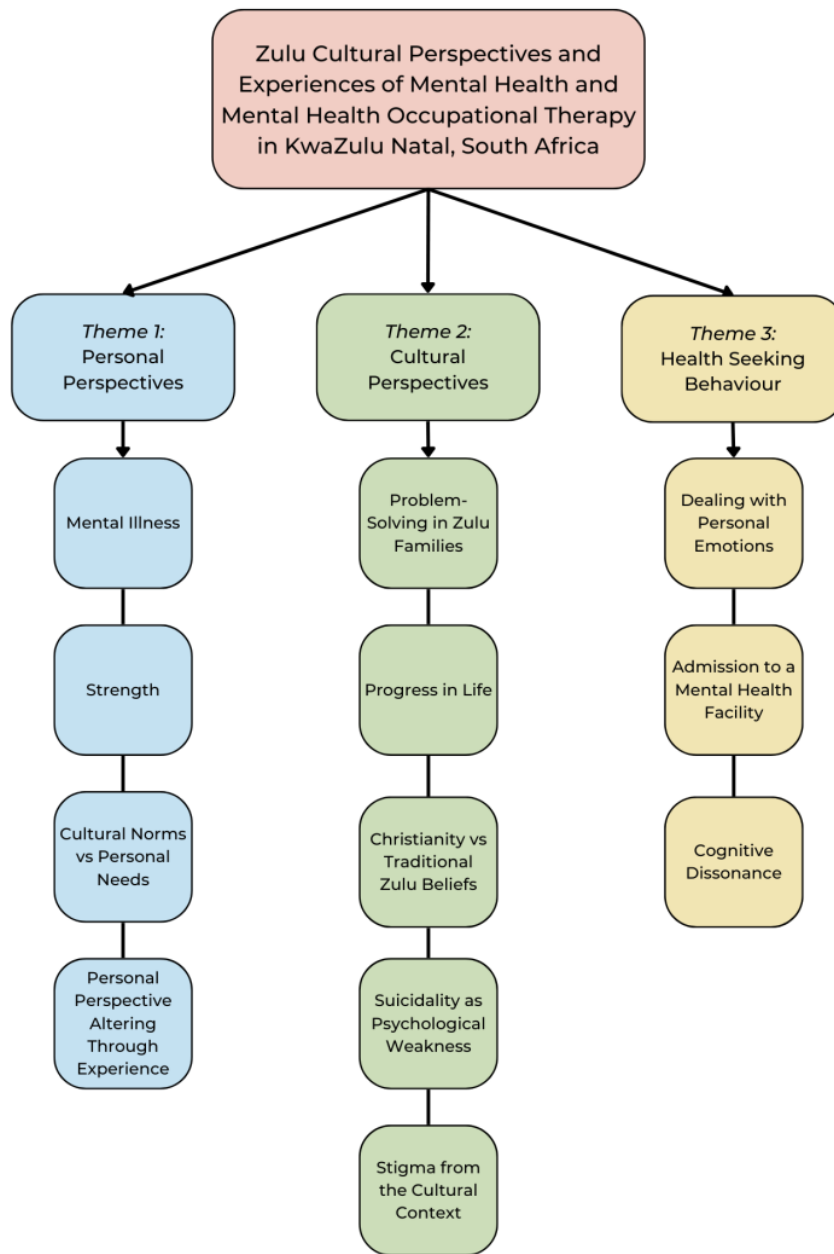 Zulu Cultural Perspectives and
Experiences of Mental Health and
Mental Health Occupational Therapy
in KwaZulu Natal, South Africa
Theme 1:
Personal
Perspectives
Mental Illness
Strength
Cultural Norms
vs Personal
Needs
Personal
Perspective
Altering
Through
Experience
Theme 2:
Cultural
Perspectives
Problem-
Solving in Zulu
Families
Progress in Life
Christianity vs
Traditional
Zulu Beliefs
Suicidality as
Psychological
Weakness
Stigma from
the Cultural
Context
Theme 3:
Health Seeking
Behaviour
Dealing with
Personal
Emotions
Admission to a
Mental Health
Facility
Cognitive
Dissonance